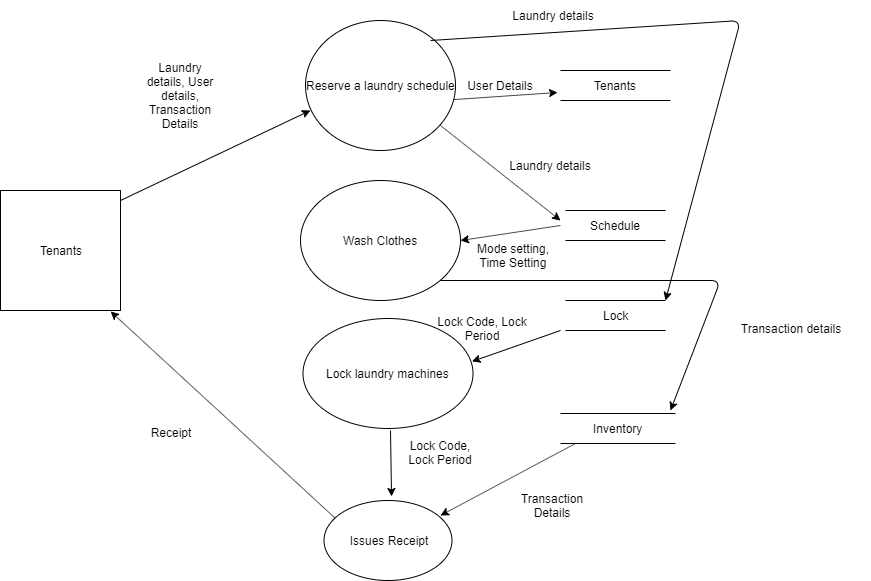 Laundry details
Laundry
details, User
details,
Transaction
Details
Reserve a laundry schedule
User Details
Tenants
Laundry details
Tenants
Wash Clothes
Schedule
Mode setting,
Time Setting
Lock Code, Lock
Period
Lock
Transaction details
Lock laundry machines
Receipt
Inventory
Lock Code,
Lock Period
Transaction
Details
Issues Receipt